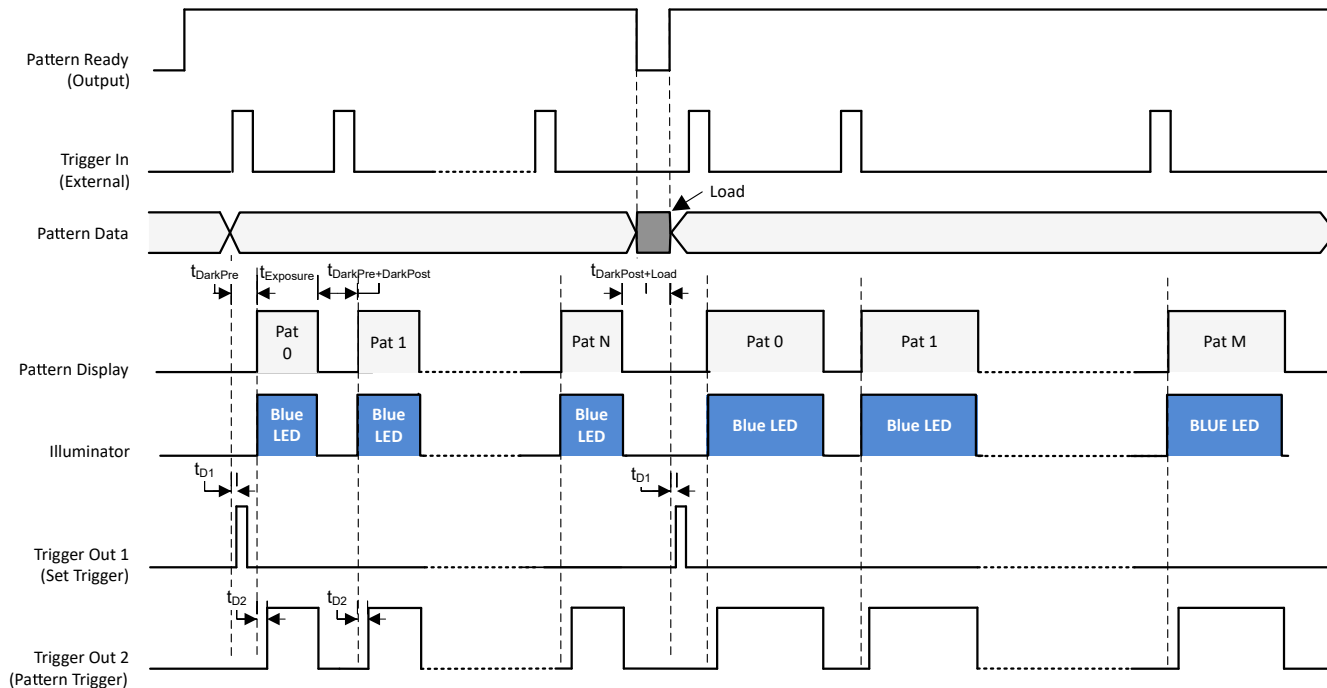 Pattern Ready
(Output)
Trigger In
(External)
Load
Pattern Data
tDarkPre
tExposure
tDarkPre+DarkPost
tDarkPost+Load
Pat
0
Pat 1
Pat N
Pat 0
Pat 1
Pat M
Pattern Display
Blue
LED
Blue
LED
Blue
LED
Blue LED
Blue LED
BLUE LED
Illuminator
tD1
tD1
Trigger Out 1
(Set Trigger)
tD2
tD2
Trigger Out 2
(Pattern Trigger)